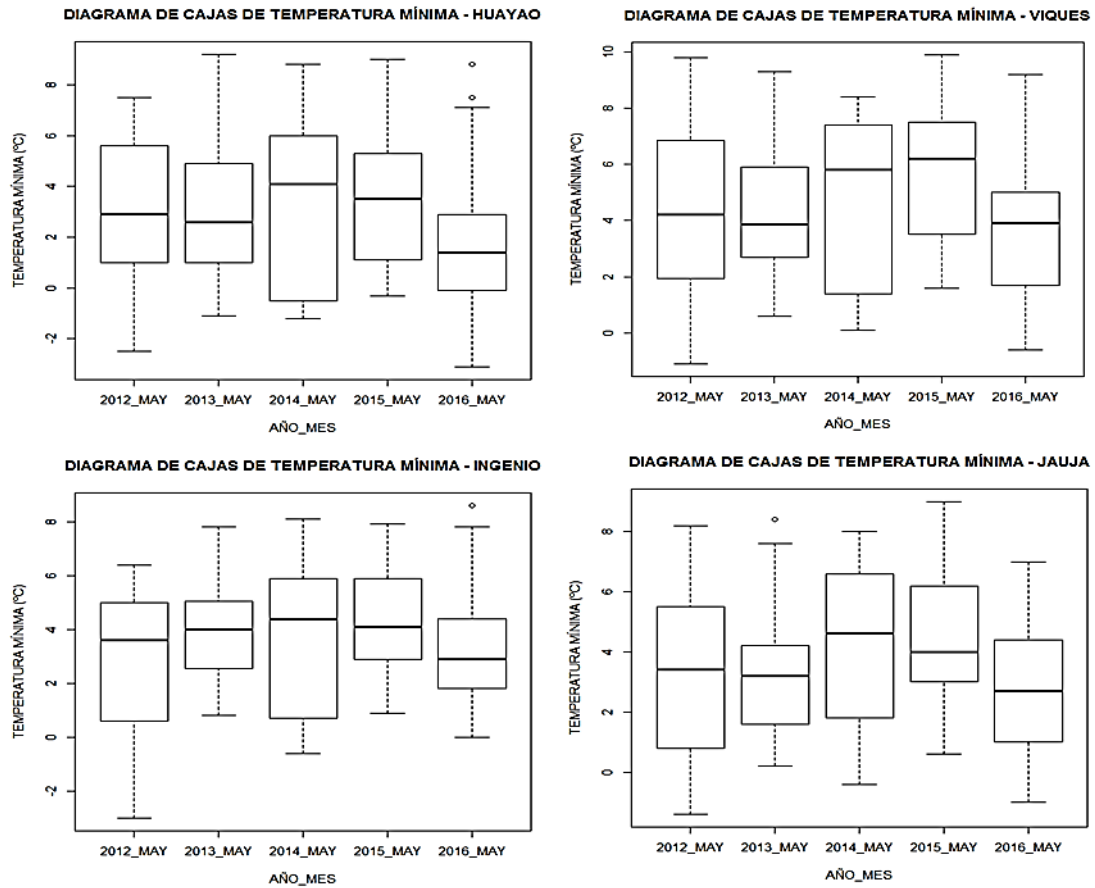 DIAGRAMA DE CAJAS DE TEMPERATURA MÍNIMA - HUAYAO
TEMPERATURA MÍNIMA (ºC)
8
6
4
2
0
-2
2012_MAY 2013_MAY 2014_MAY 2015_MAY 2016_MAY
AÑO_MES
DIAGRAMA DE CAJAS DE TEMPERATURA MÍNIMA - VIQUES
TEMPERATURA MÍNIMA (ºC)
10
8
6
4
2
0
2012_MAY 2013_MAY 2014_MAY 2015_MAY 2016_MAY
AÑO_MES
DIAGRAMA DE CAJAS DE TEMPERATURA MÍNIMA - INGENIO
TEMPERATURA MÍNIMA (ºC)
8
6
4
2
0
-2
2012_MAY 2013_MAY 2014_MAY 2015_MAY 2016_MAY
AÑO_MES
DIAGRAMA DE CAJAS DE TEMPERATURA MÍNIMA - JAUJA
TEMPERATURA MÍNIMA (ºC)
8
6
4
2
0
2012_MAY 2013_MAY 2014_MAY 2015_MAY 2016_MAY
AÑO_MES